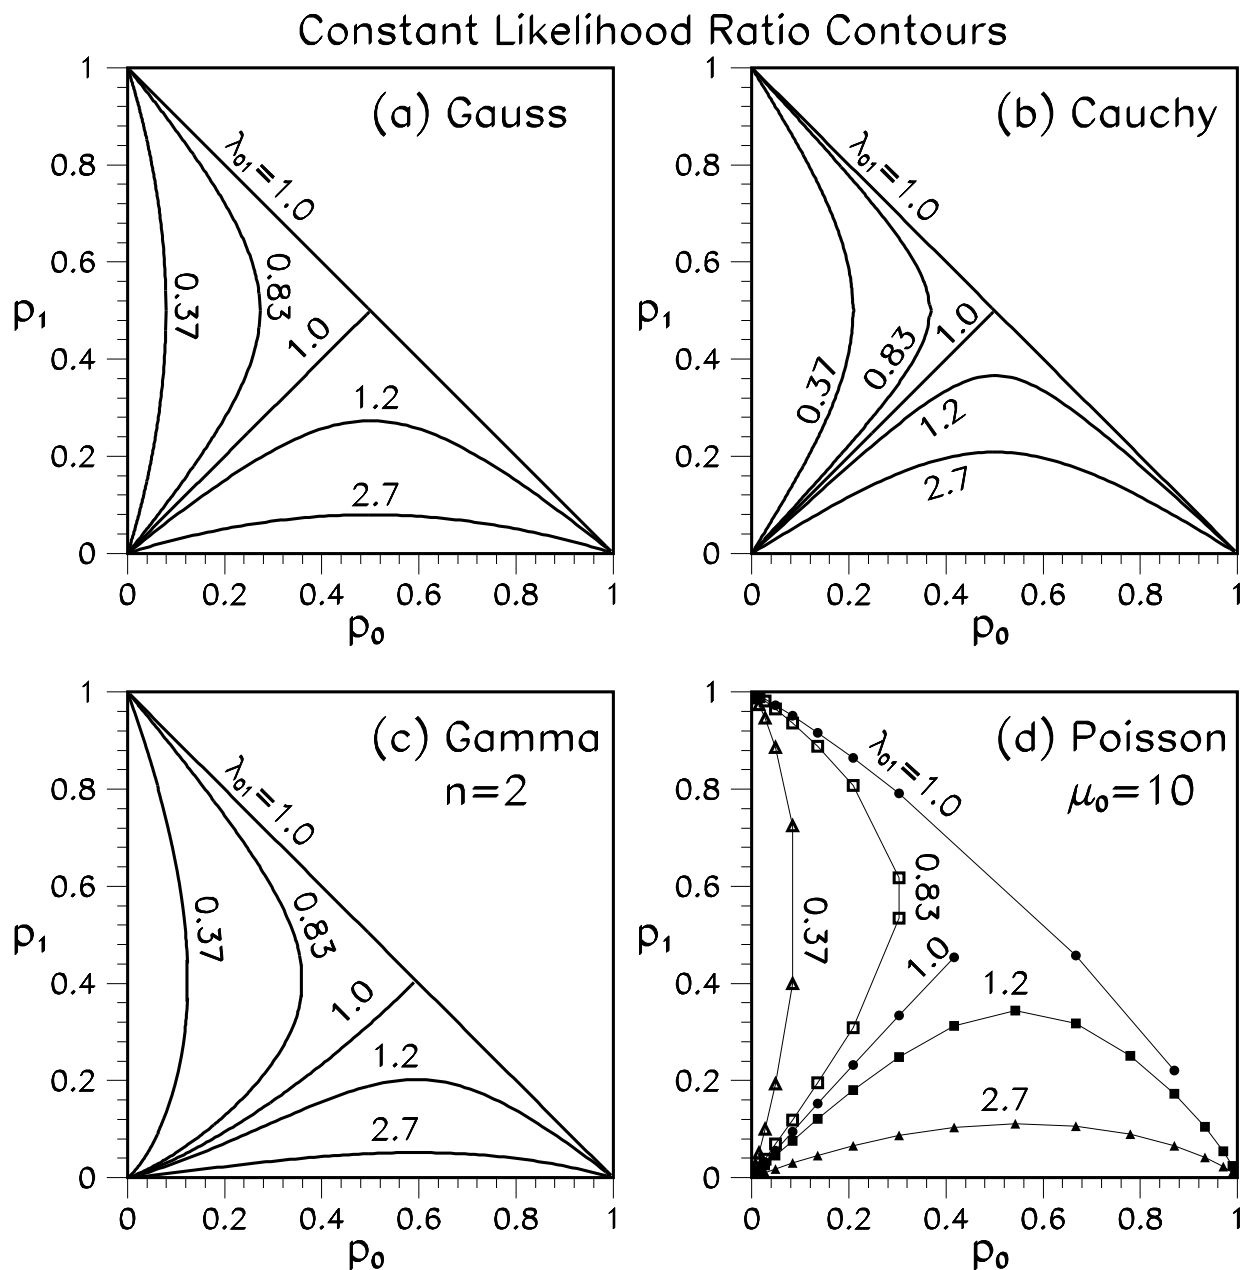 Constant Likelihood Ratio Contours
(a) Gauss
1
0.8
0.6
p₁
0.4
0.2
0
λ₀₁=1.0
0.37
0.83
1.0
1.2
2.7
0 0.2 0.4 0.6 0.8 1
p₀
(b) Cauchy
1
0.8
0.6
p₁
0.4
0.2
0
λ₀₁=1.0
0.37
0.83
1.0
1.2
2.7
0 0.2 0.4 0.6 0.8 1
p₀
(c) Gamma
n=2
1
0.8
0.6
p₁
0.4
0.2
0
λ₀₁=1.0
0.37
0.83
1.0
1.2
2.7
0 0.2 0.4 0.6 0.8 1
p₀
(d) Poisson
μ₀=10
1
0.8
0.6
p₁
0.4
0.2
0
λ₀₁=1.0
0.37
0.83
1.0
1.2
2.7
0 0.2 0.4 0.6 0.8 1
p₀